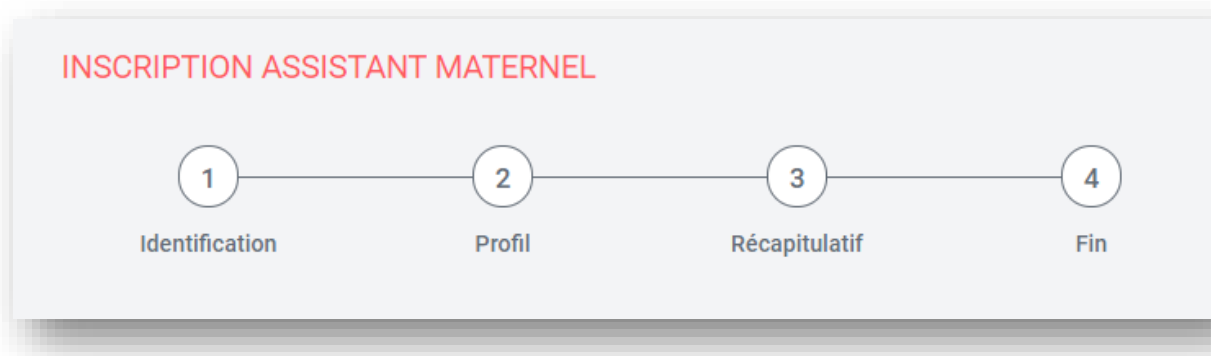 INSCRIPTION ASSISTANT MATERNEL
1 2 3 4
Identification Profil Récapitulatif Fin